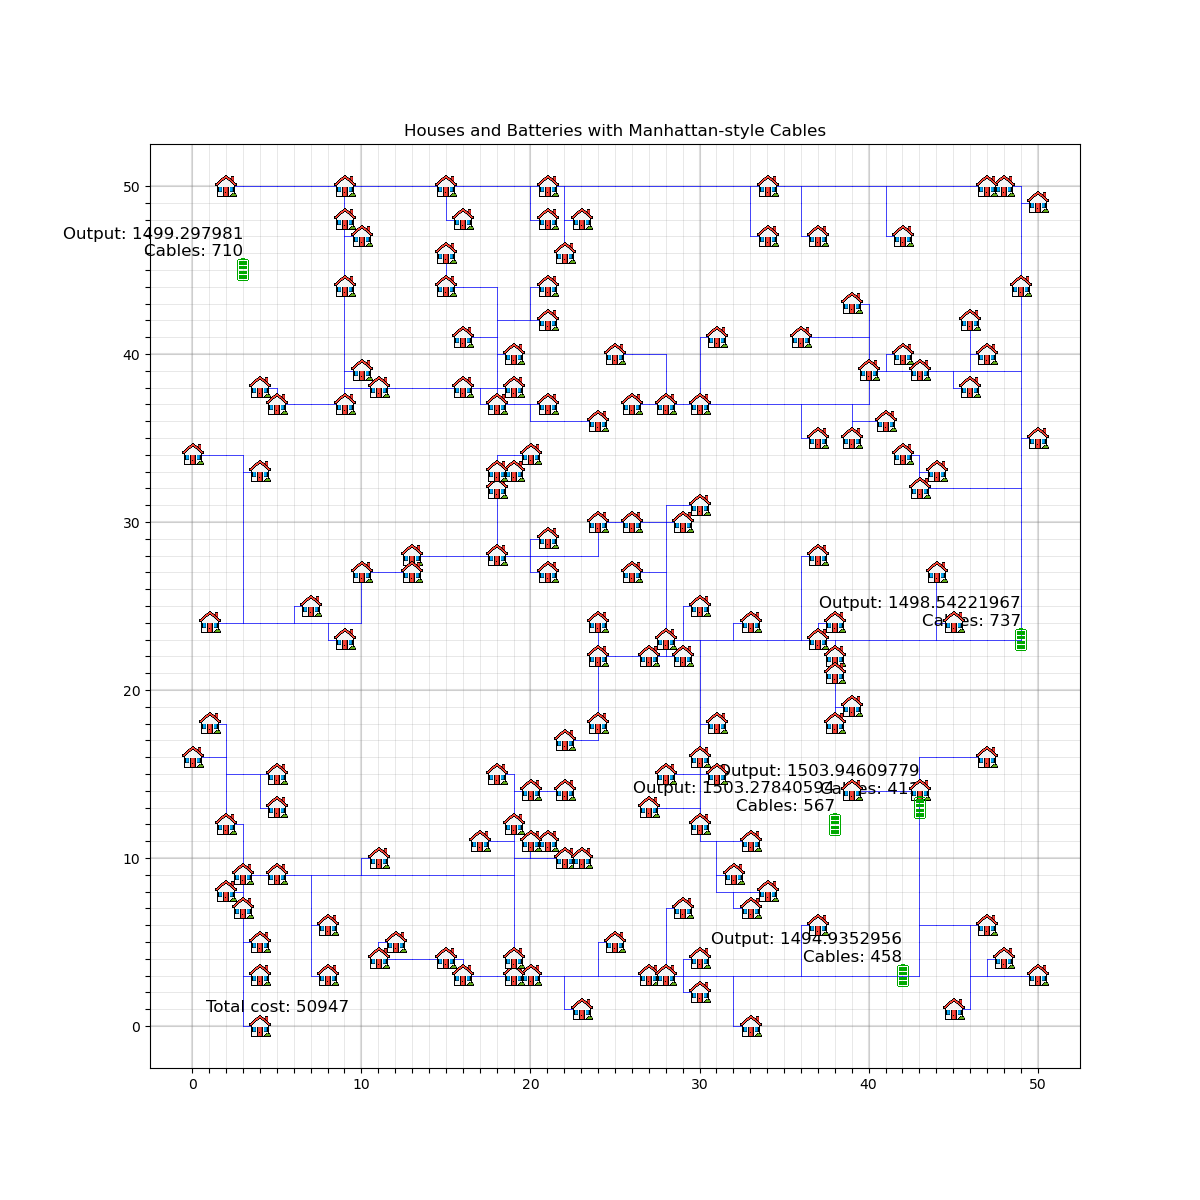 Houses and Batteries with Manhattan-style Cables
50
Output: 1499.297981
Cables: 710
40
30
Output: 1498.54221967
Cables: 737
20
Output: 1503.94609779
Output: 1503.27840594
Cables: 567
10
Output: 1494.9352956
Cables: 458
Total cost: 50947
0
0 10 20 30 40 50